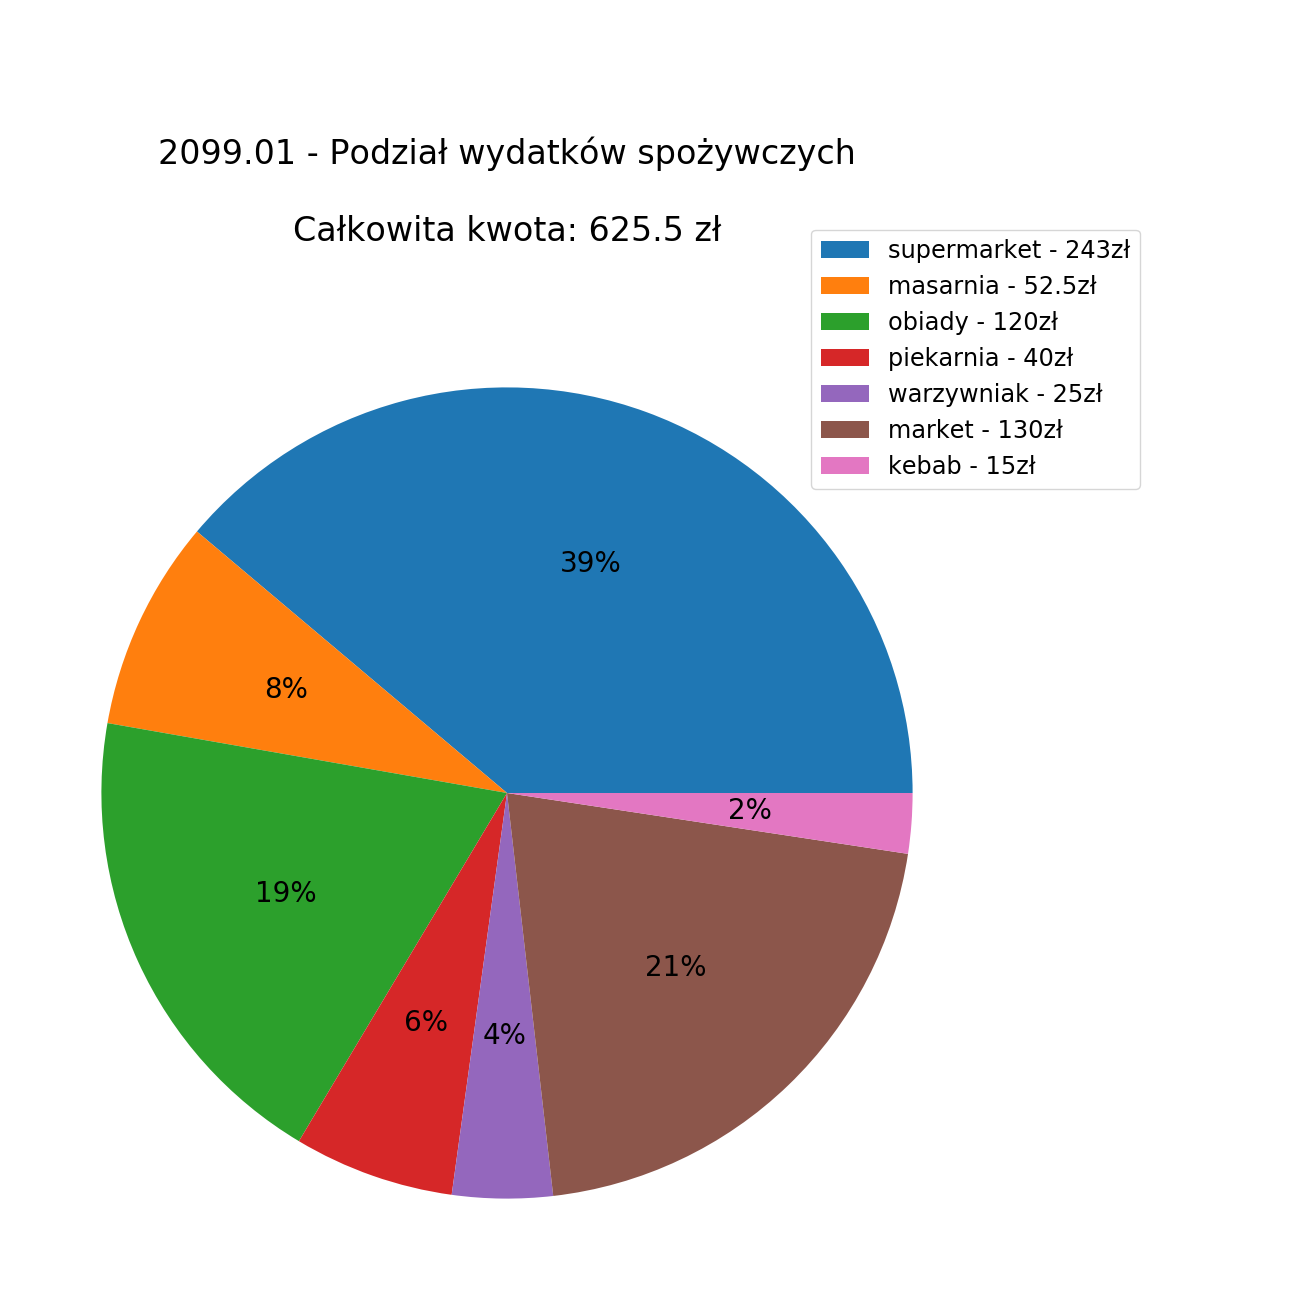 2099.01 - Podział wydatków spożywczych
Całkowita kwota: 625.5 zł
supermarket - 243zł
masarnia - 52.5zł
obiady - 120zł
piekarnia - 40zł
warzywniak - 25zł
market - 130zł
kebab - 15zł
39%
8%
2%
19%
21%
6%
4%